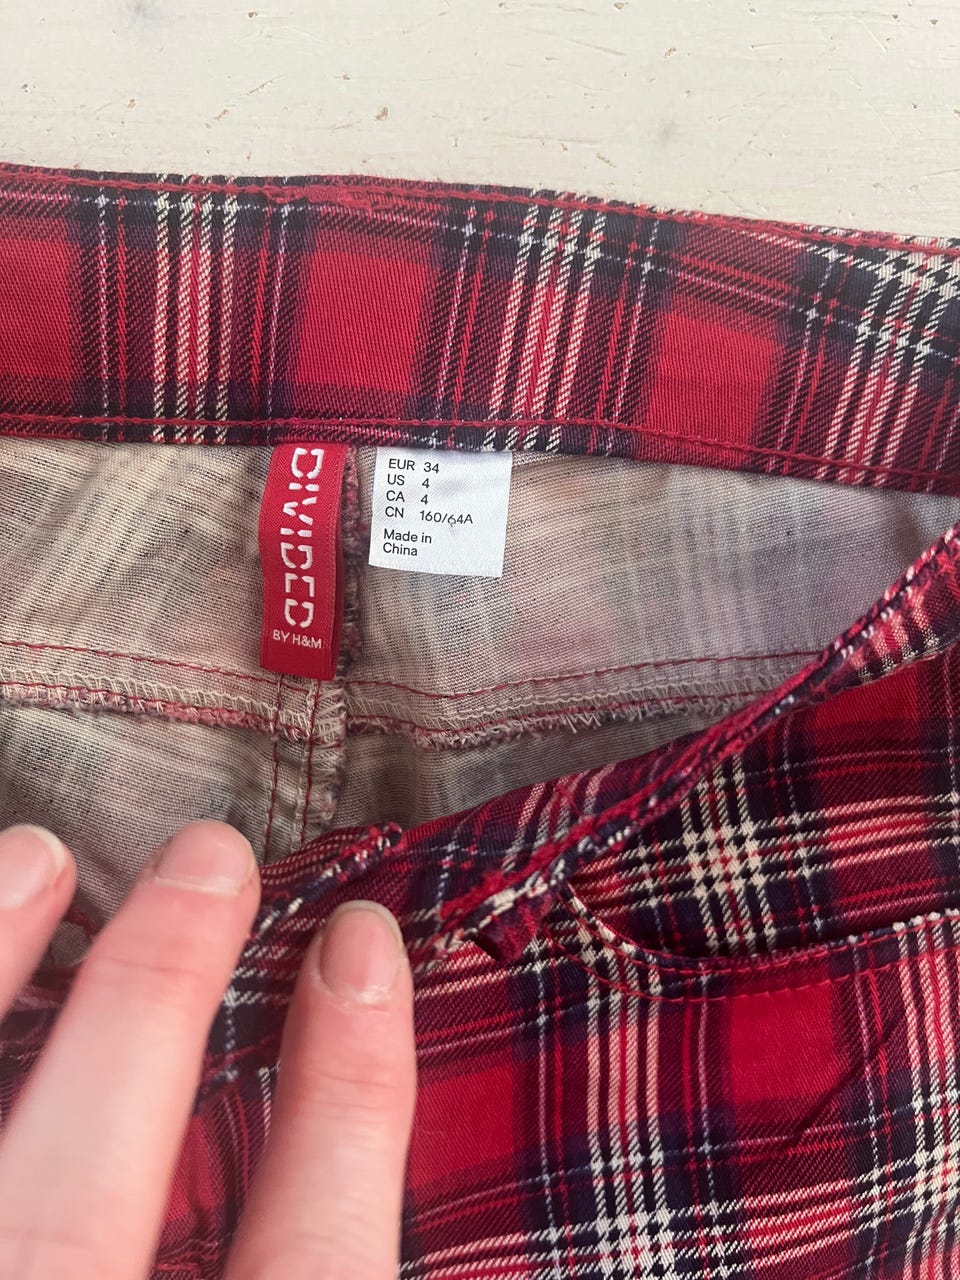 DIVIDED
BY H&M
EUR 34
US 4
CA 4
CN 160/64A
Made in
China